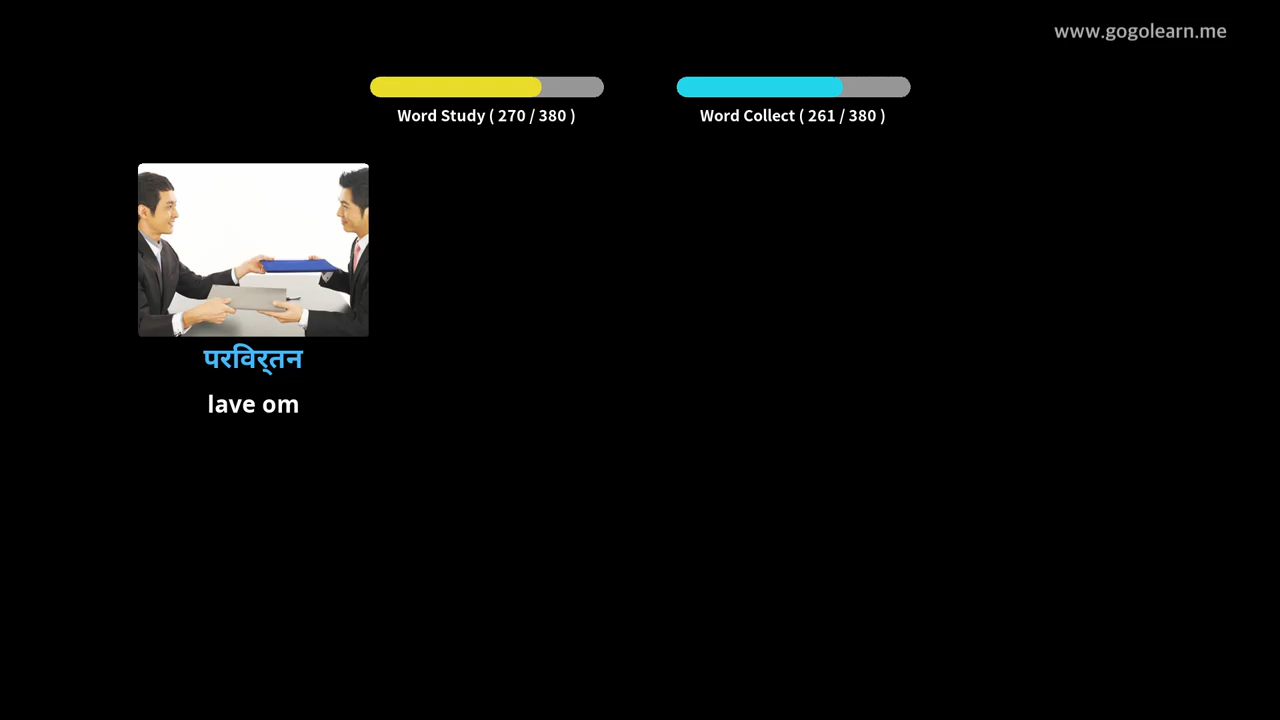 www.gogolearn.me
Word Study ( 270 / 380 )
Word Collect ( 261 / 380 )
परविर्‌तन
lave om